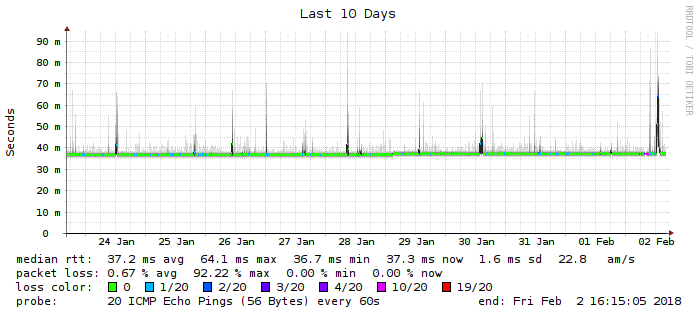 Last 10 Days
RRDTOOL / TOBI OETIKER
Seconds
90 m
80 m
70 m
60 m
50 m
40 m
30 m
20 m
10 m
0
24 Jan 25 Jan 26 Jan 27 Jan 28 Jan 29 Jan 30 Jan 31 Jan 01 Feb 02 Feb
median rtt: 37.2 ms avg 64.1 ms max 36.7 ms min 37.3 ms now 1.6 ms sd 22.8 am/s
packet loss: 0.67 % avg 92.22 % max 0.00 % min 0.00 % now
loss color: 0 1/20 2/20 3/20 4/20 10/20 19/20
probe: 20 ICMP Echo Pings (56 Bytes) every 60s end: Fri Feb 2 16:15:05 2018